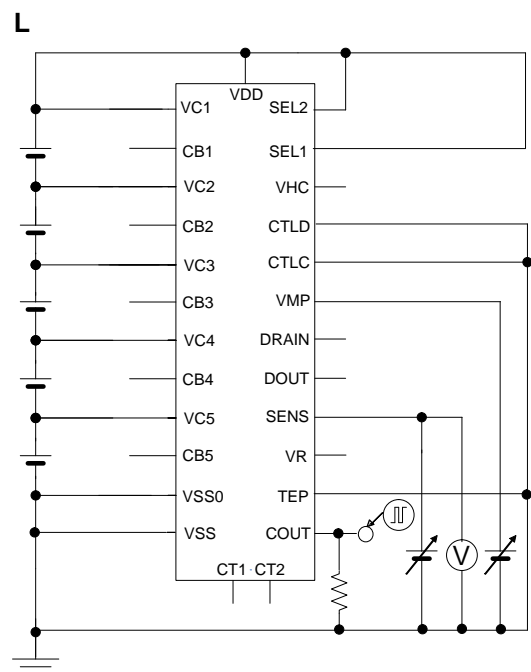 L
VDD
VC1
CB1
VC2
CB2
VC3
CB3
VC4
CB4
VC5
CB5
VSS0
VSS
CT1 CT2
SEL2
SEL1
VHC
CTLD
CTLC
VMP
DRAIN
DOUT
SENS
VR
TEP
COUT
V